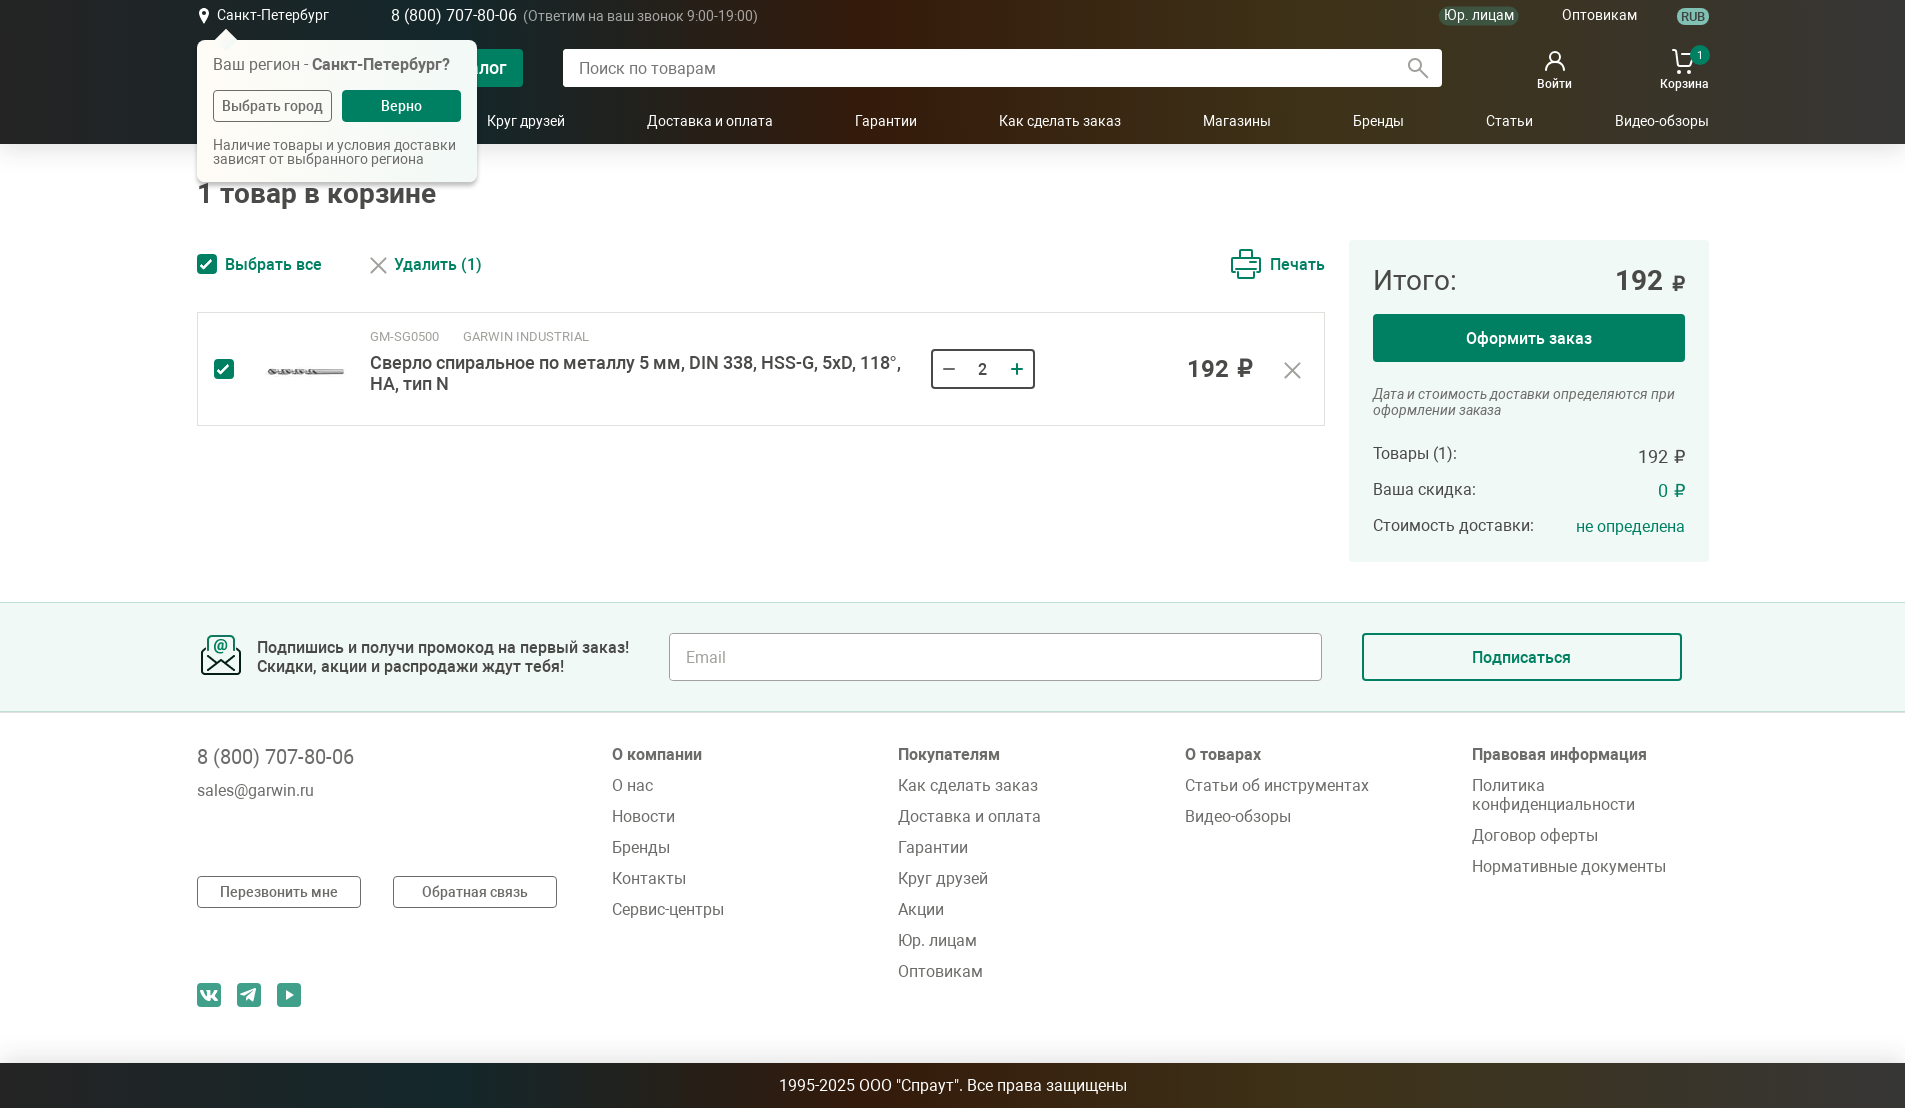 Санкт-Петербург
8 (800) 707-80-06 (Ответим на ваш звонок 9:00-19:00)
Юр. лицам
Оптовикам
RUB
Ваш регион - Санкт-Петербург?
Выбрать город
Верно
Наличие товары и условия доставки
зависят от выбранного региона
лог
Поиск по товарам
Войти
1
Корзина
Круг друзей
Доставка и оплата
Гарантии
Как сделать заказ
Магазины
Бренды
Статьи
Видео-обзоры
1 товар в корзине
Выбрать все
Удалить (1)
Печать
GM-SG0500 GARWIN INDUSTRIAL
Сверло спиральное по металлу 5 мм, DIN 338, HSS-G, 5xD, 118°,
HA, тип N
2
192 ₽
Итого: 192 ₽
Оформить заказ
Дата и стоимость доставки определяются при
оформлении заказа
Товары (1): 192 ₽
Ваша скидка: 0 ₽
Стоимость доставки: не определена
Подпишись и получи промокод на первый заказ!
Скидки, акции и распродажи ждут тебя!
Email
Подписаться
8 (800) 707-80-06
sales@garwin.ru
Перезвонить мне
Обратная связь
О компании
О нас
Новости
Бренды
Контакты
Сервис-центры
Покупателям
Как сделать заказ
Доставка и оплата
Гарантии
Круг друзей
Акции
Юр. лицам
Оптовикам
О товарах
Статьи об инструментах
Видео-обзоры
Правовая информация
Политика
конфиденциальности
Договор оферты
Нормативные документы
1995-2025 ООО "Спраут". Все права защищены